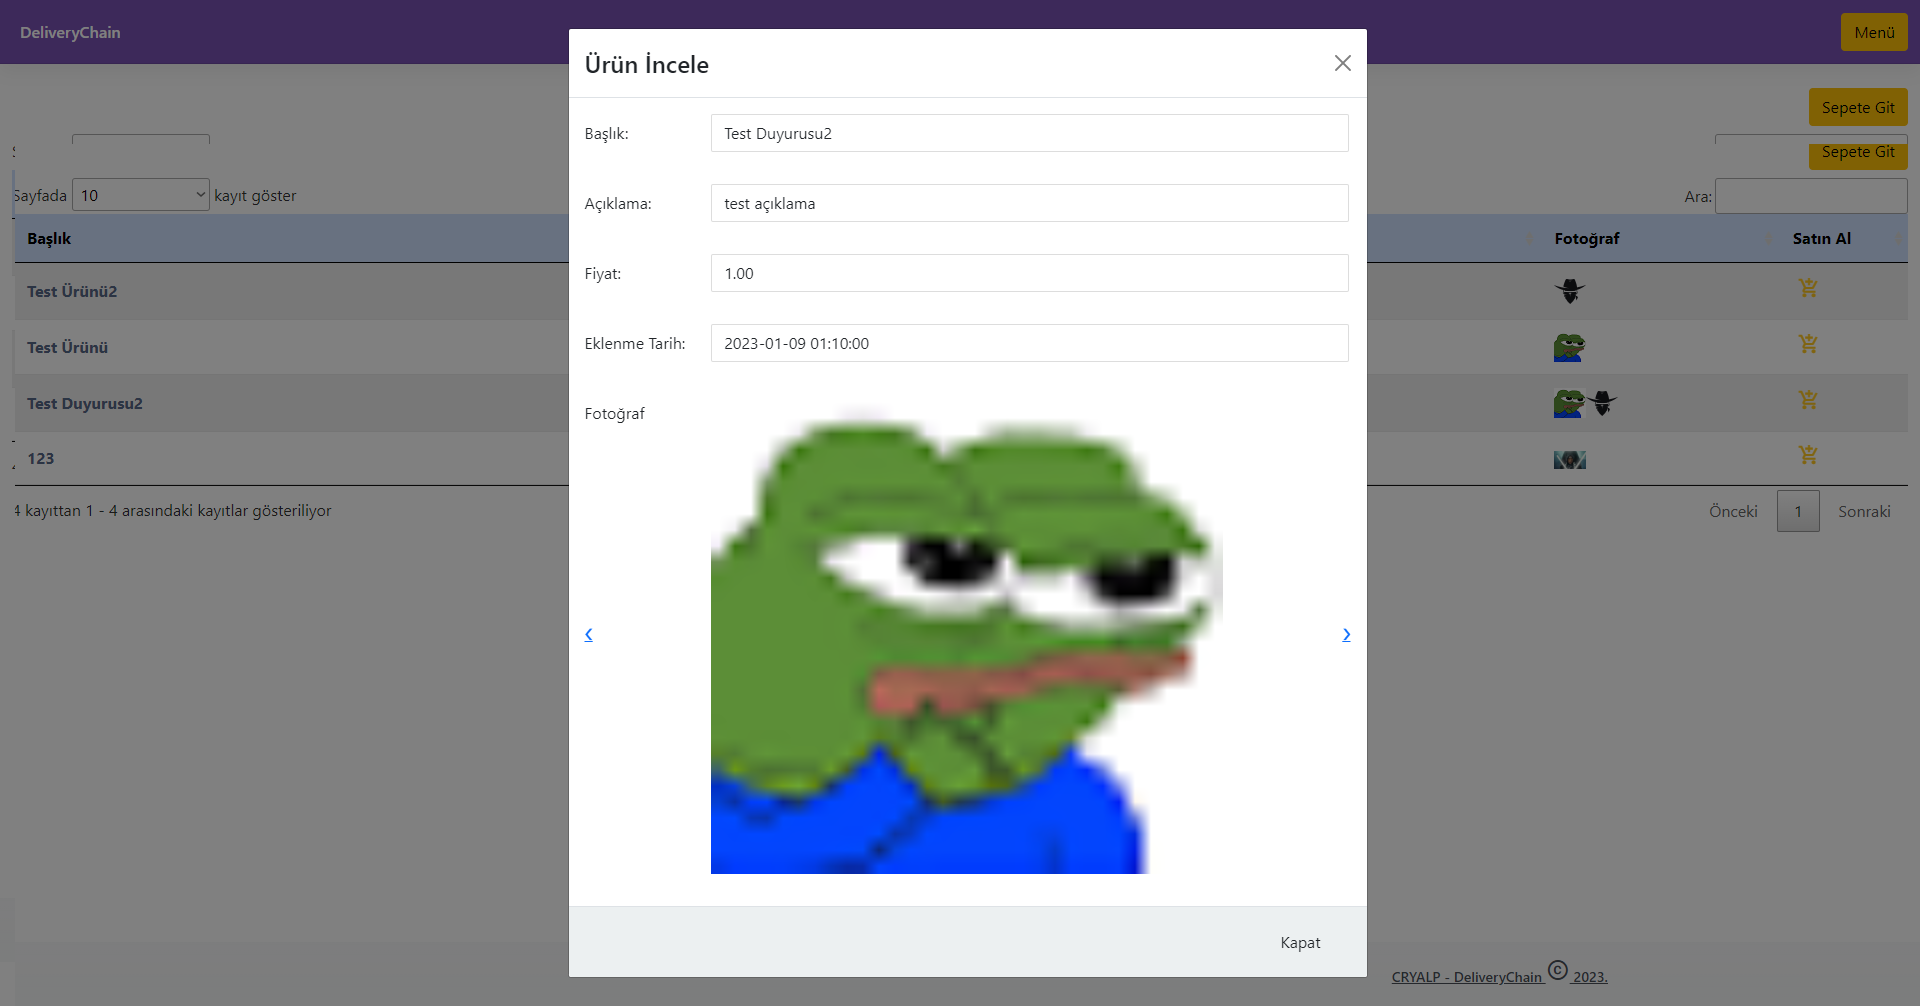 DeliveryChain
Menü
Ürün İncele
Sepete Git
Başlık:
Test Duyurusu2
Sepete Git
Sayfada 10 kayıt göster
Açıklama:
test açıklama
Ara:
Başlık
Fotoğraf
Satın Al
Fiyat:
1.00
Test Ürünü2
Eklenme Tarih:
2023-01-09 01:10:00
Test Ürünü
Test Duyurusu2
Fotoğraf
123
4 kayıttan 1 - 4 arasındaki kayıtlar gösteriliyor
Önceki 1 Sonraki
‹ ›
Kapat
CRYALP - DeliveryChain © 2023.